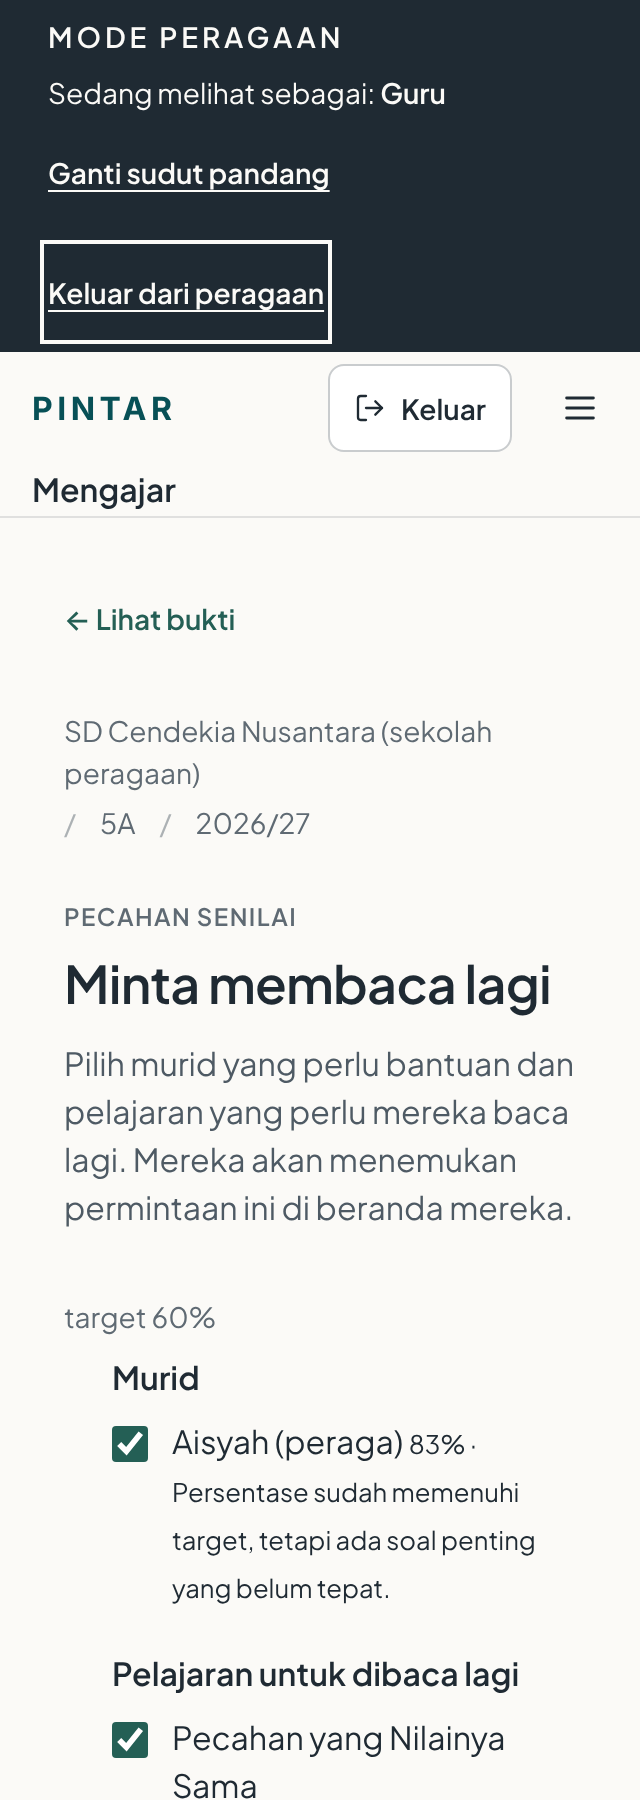 MODE PERAGAAN
Sedang melihat sebagai: Guru
Ganti sudut pandang
Keluar dari peragaan
PINTAR
Keluar
Mengajar
← Lihat bukti
SD Cendekia Nusantara (sekolah
peragaan)
/ 5A / 2026/27
PECAHAN SENILAI
Minta membaca lagi
Pilih murid yang perlu bantuan dan
pelajaran yang perlu mereka baca
lagi. Mereka akan menemukan
permintaan ini di beranda mereka.
target 60%
Murid
Aisyah (peraga) 83% ·
Persentase sudah memenuhi
target, tetapi ada soal penting
yang belum tepat.
Pelajaran untuk dibaca lagi
Pecahan yang Nilainya
Sama